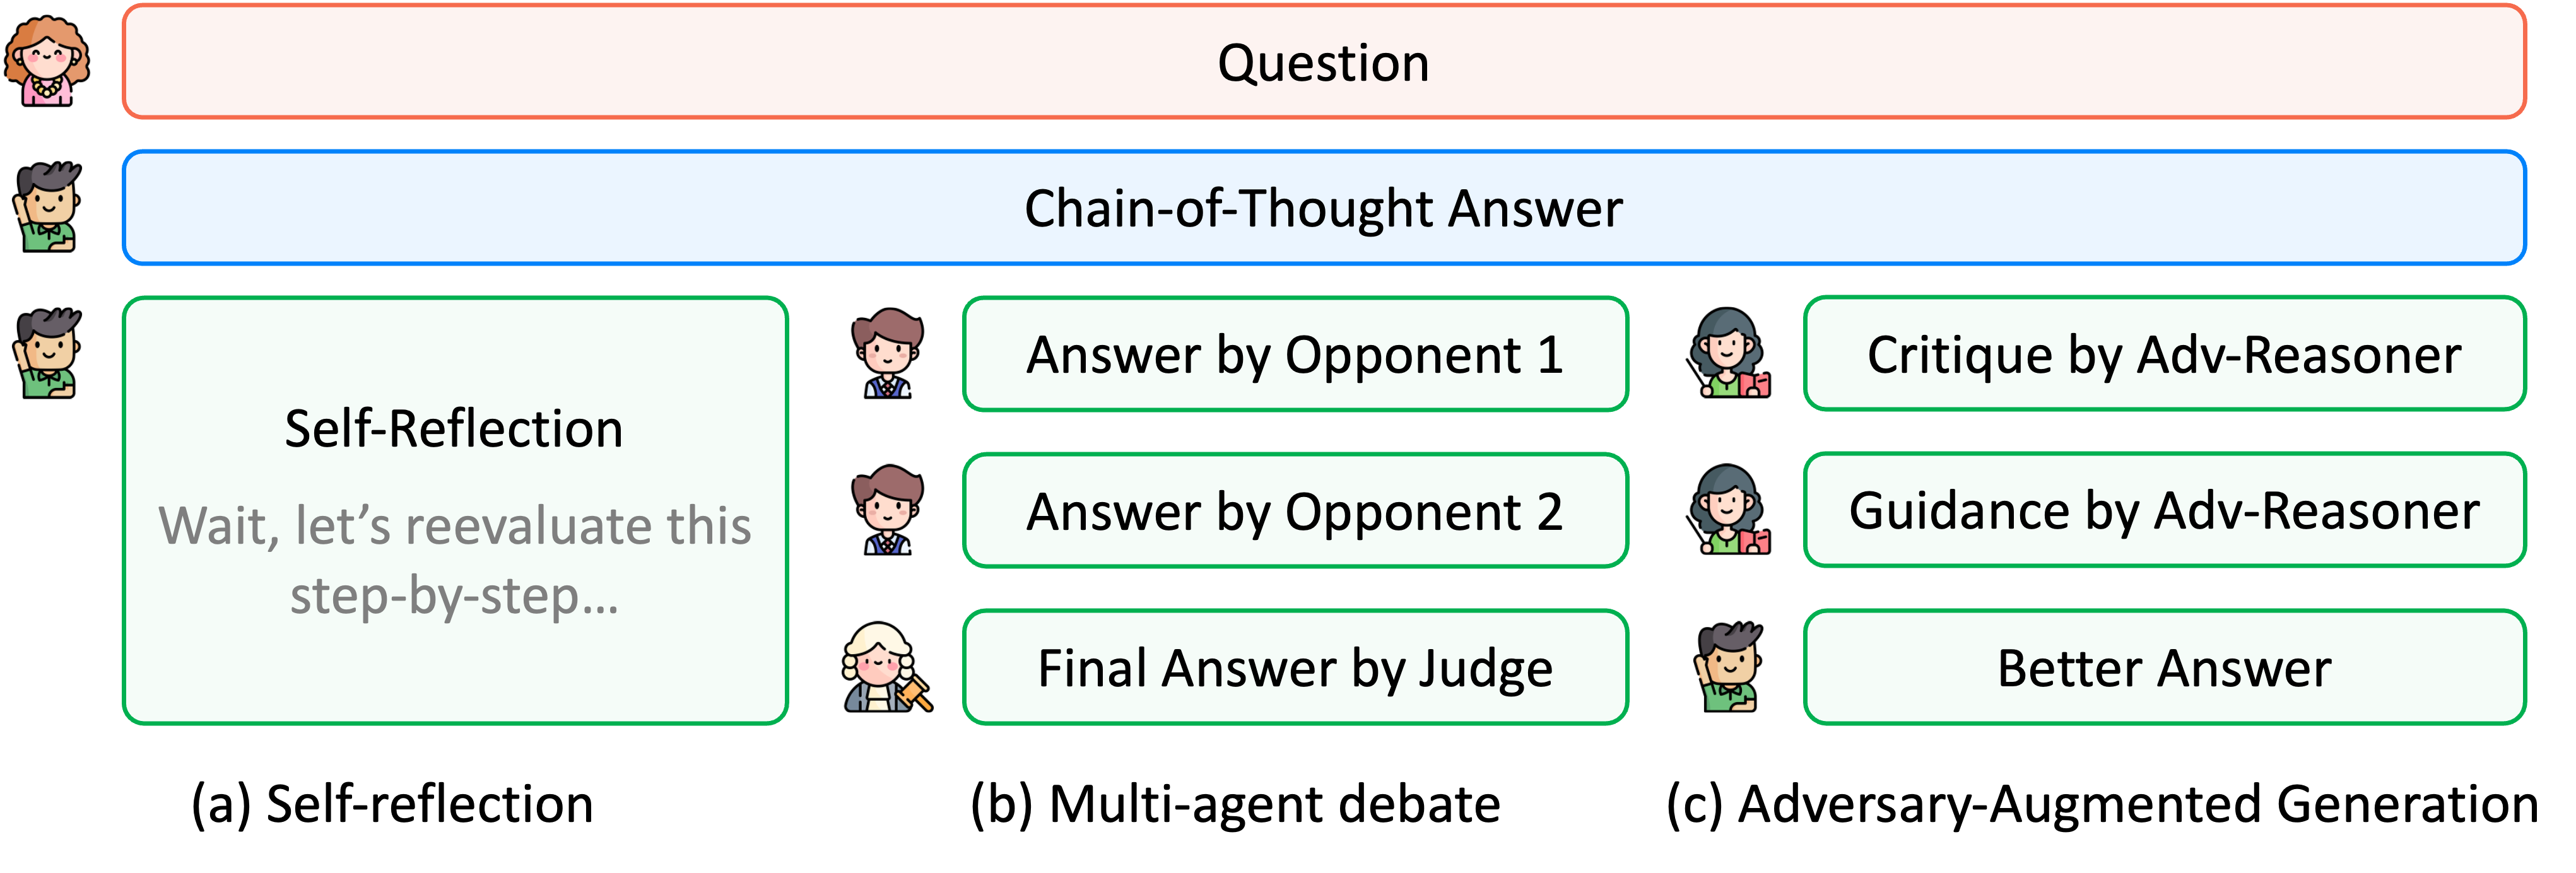 Question
Chain-of-Thought Answer
Self-Reflection
Wait, let’s reevaluate this
step-by-step…
Answer by Opponent 1
Answer by Opponent 2
Final Answer by Judge
Critique by Adv-Reasoner
Guidance by Adv-Reasoner
Better Answer
(a) Self-reflection
(b) Multi-agent debate
(c) Adversary-Augmented Generation